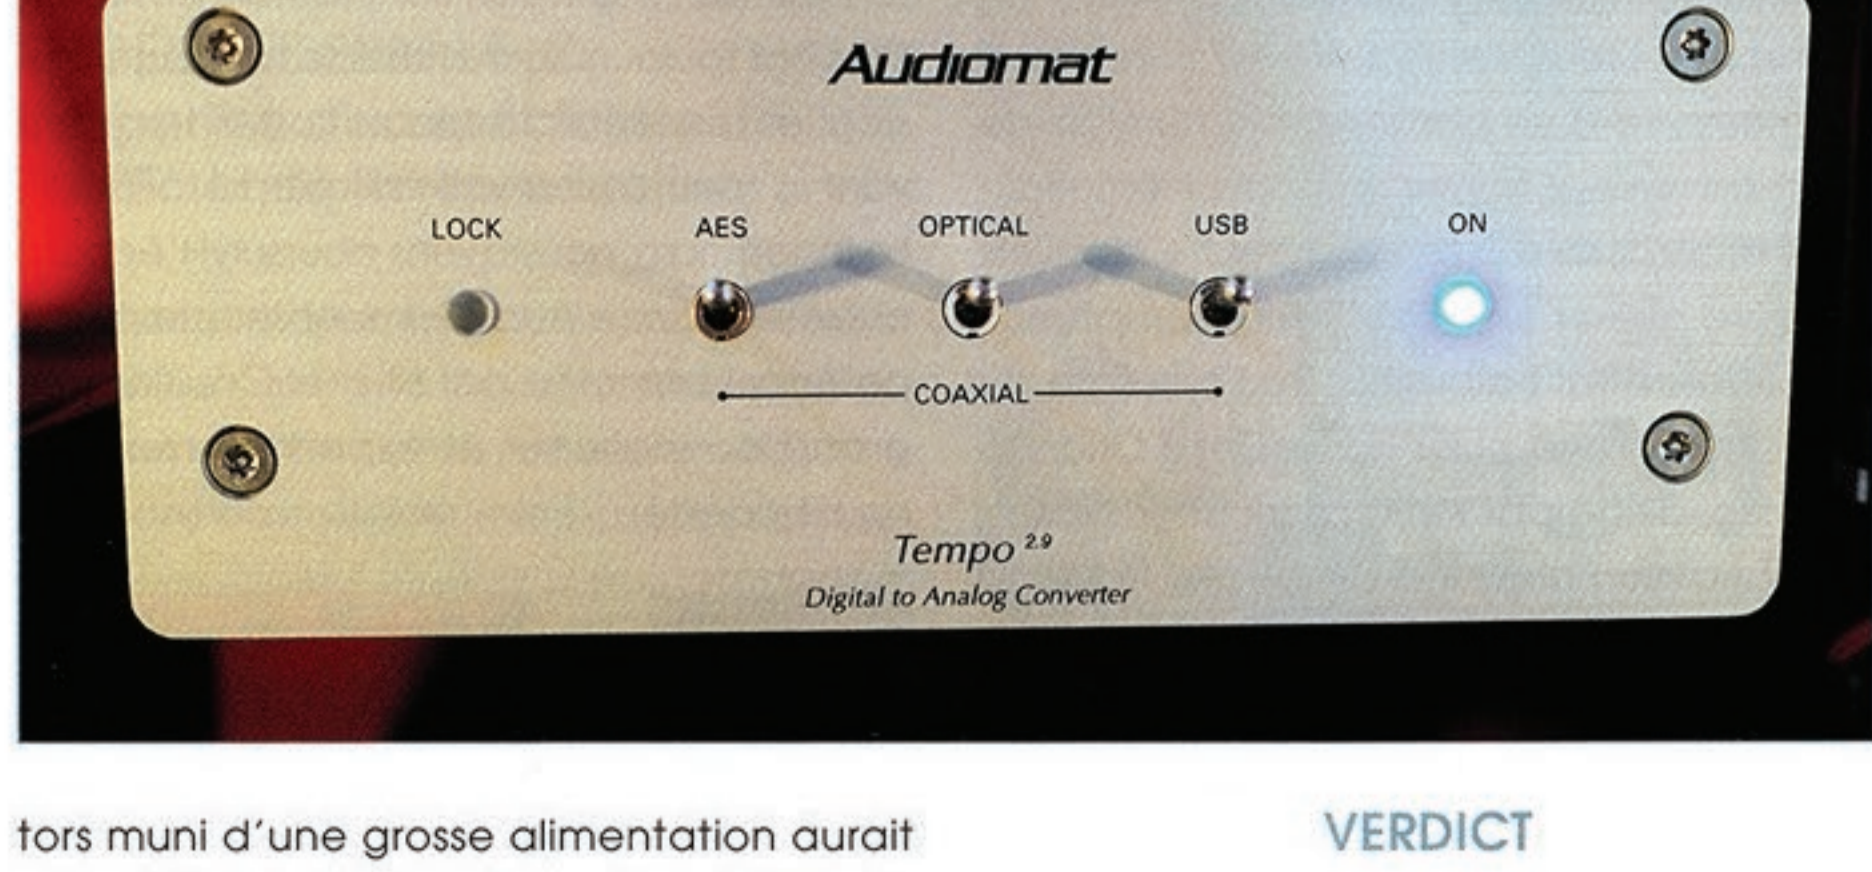 Audiomat
LOCK AES OPTICAL USB ON
COAXIAL
Tempo 2.9
Digital to Analog Converter
tors muni d'une grosse alimentation aurait
VERDICT